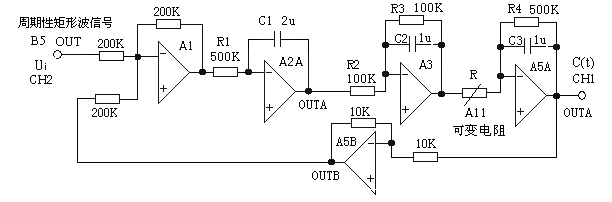 周期性矩形波信号
B5 OUT
Ui
CH2
200K
200K
200K
A1
R1
500K
C1 2u
A2A
OUTA
R2
100K
R3 100K
C2 1u
A3
R
A11
可变电阻
R4 500K
C3 1u
A5A
C(t)
CH1
OUTA
10K
A5B
OUTB
10K